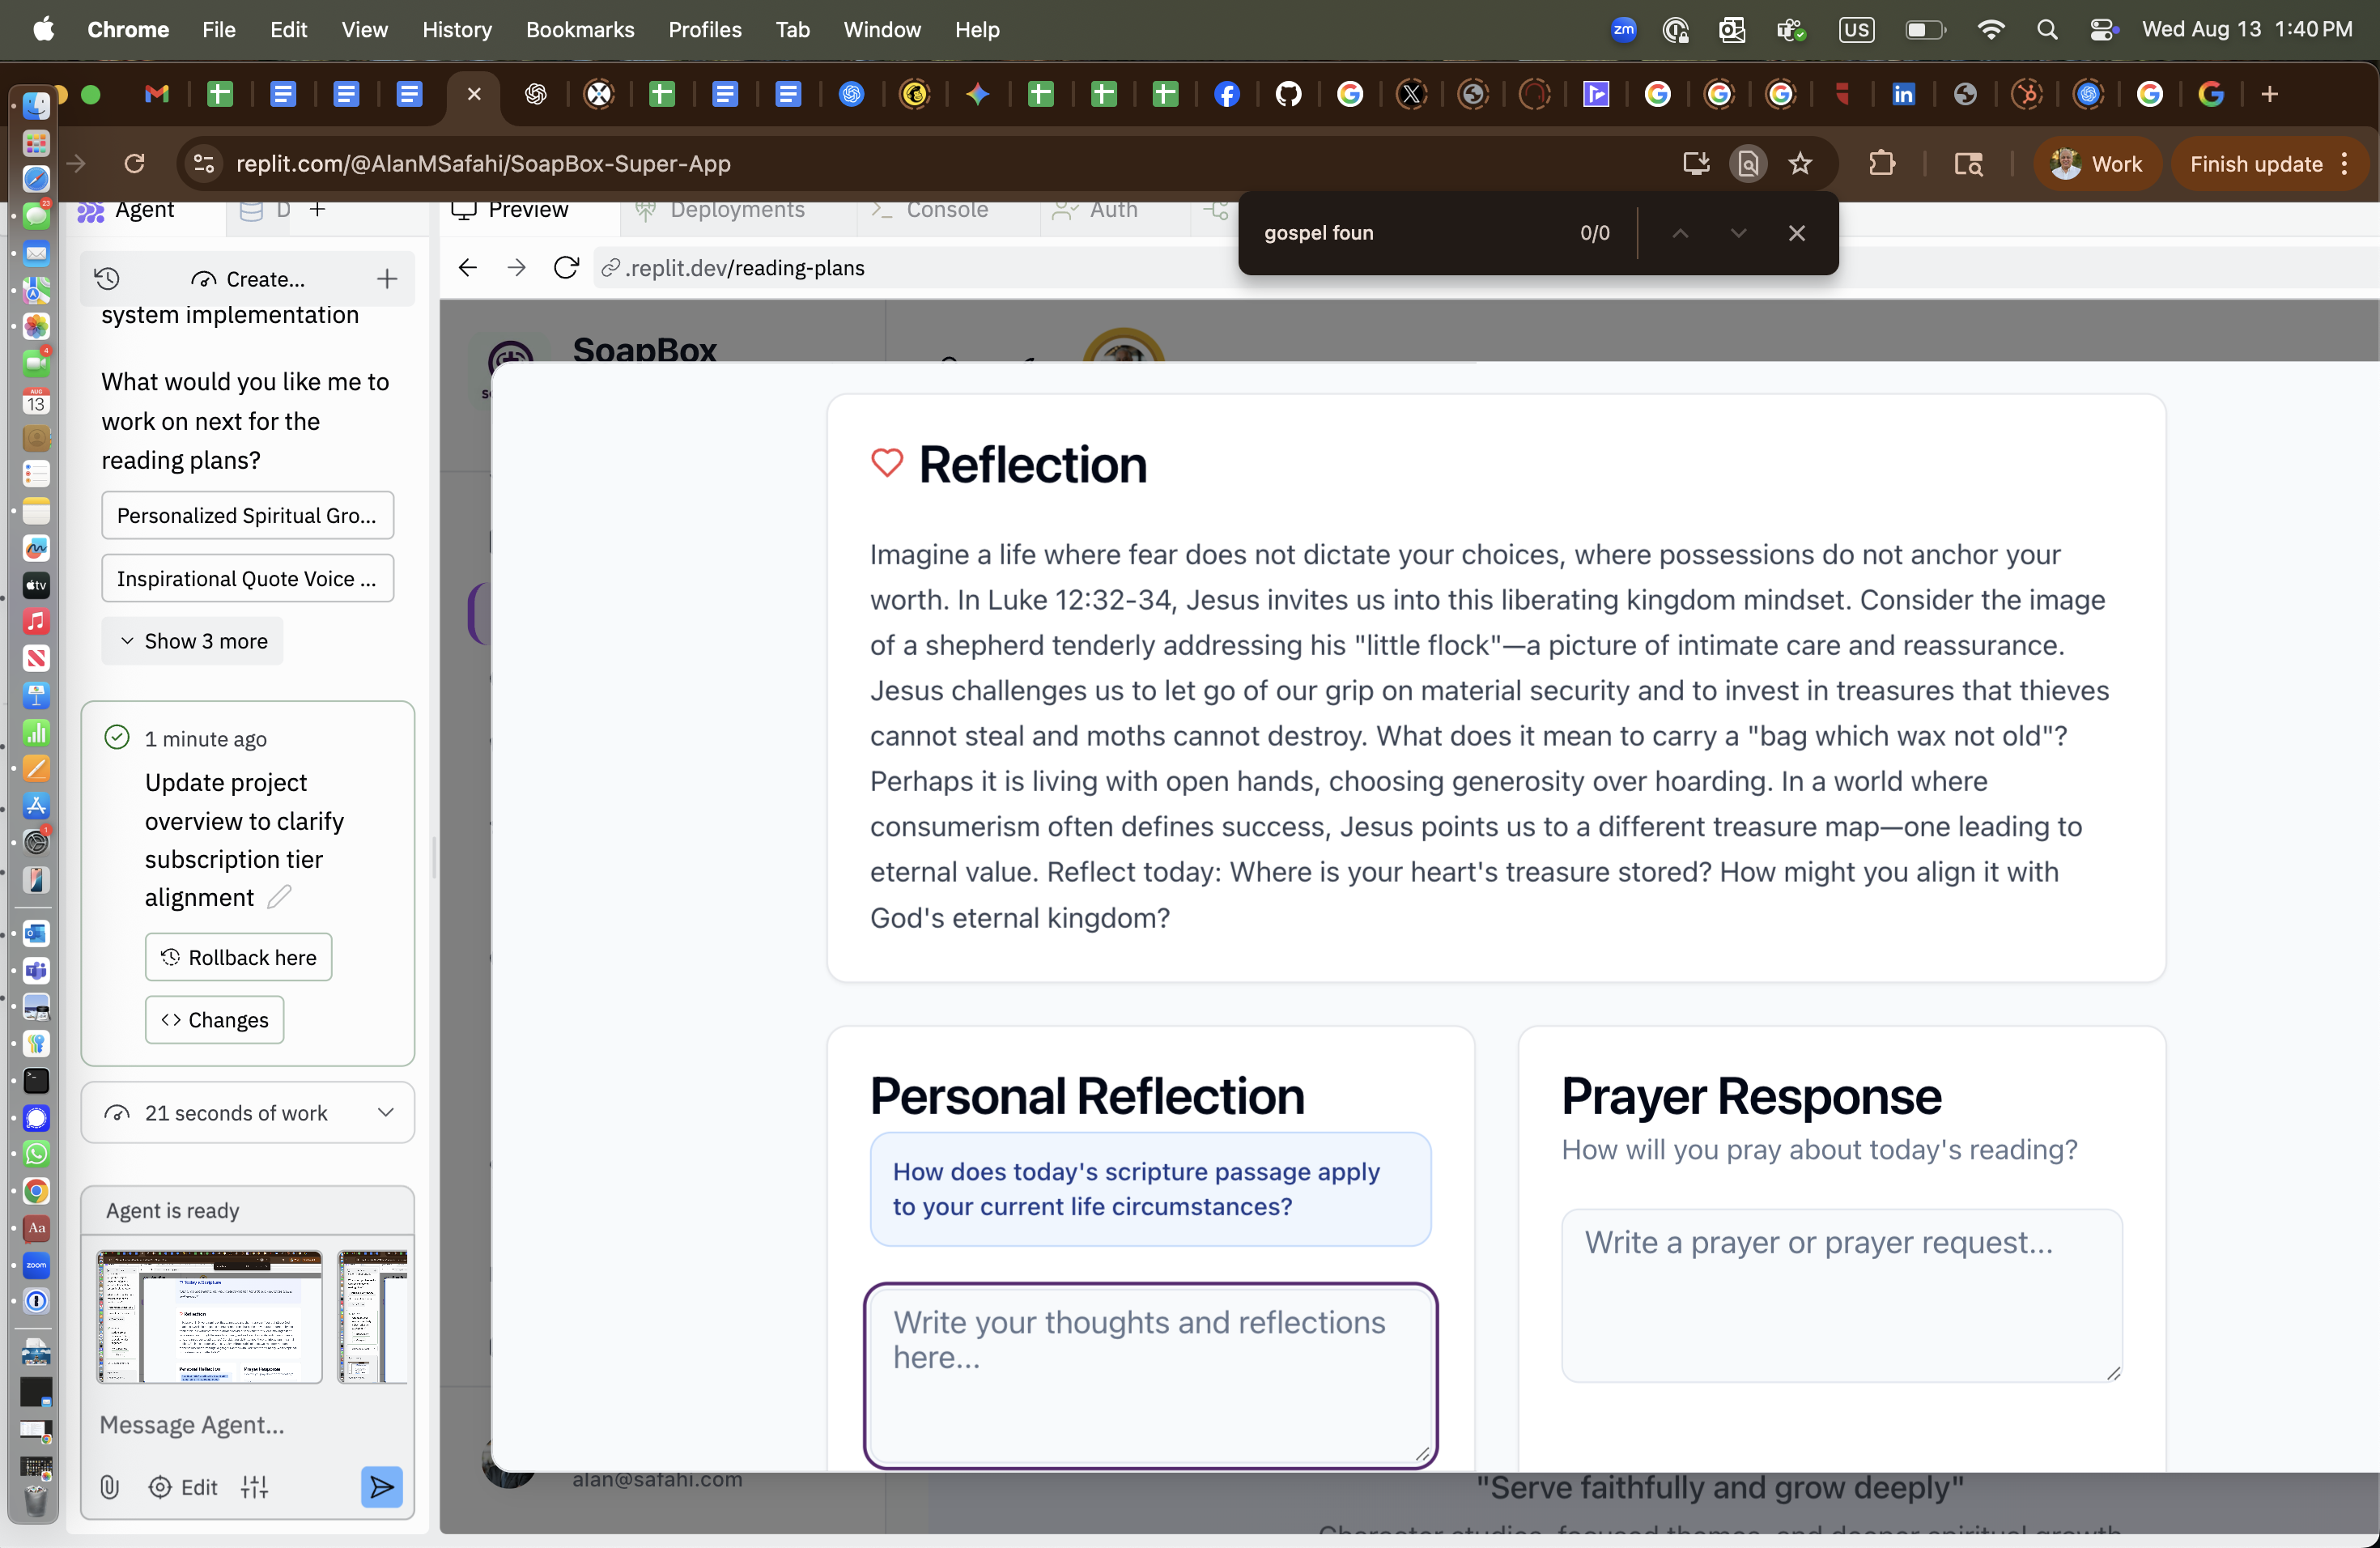 Chrome File Edit View History Bookmarks Profiles Tab Window Help
zm US Wed Aug 13 1:40 PM
replit.com/@AlanMSafahi/SoapBox-Super-App
Work
Finish update
Agent D
Preview Deployments Console Auth
gospel foun 0/0
Create...
.replit.dev/reading-plans
system implementation
What would you like me to
work on next for the
reading plans?
Personalized Spiritual Gro...
Inspirational Quote Voice ...
Show 3 more
1 minute ago
Update project
overview to clarify
subscription tier
alignment
Rollback here
Changes
21 seconds of work
Agent is ready
Message Agent...
Edit
SoapBox
Reflection
Imagine a life where fear does not dictate your choices, where possessions do not anchor your
worth. In Luke 12:32-34, Jesus invites us into this liberating kingdom mindset. Consider the image
of a shepherd tenderly addressing his "little flock"—a picture of intimate care and reassurance.
Jesus challenges us to let go of our grip on material security and to invest in treasures that thieves
cannot steal and moths cannot destroy. What does it mean to carry a "bag which wax not old"?
Perhaps it is living with open hands, choosing generosity over hoarding. In a world where
consumerism often defines success, Jesus points us to a different treasure map—one leading to
eternal value. Reflect today: Where is your heart's treasure stored? How might you align it with
God's eternal kingdom?
Personal Reflection
How does today's scripture passage apply
to your current life circumstances?
Write your thoughts and reflections
here...
Prayer Response
How will you pray about today's reading?
Write a prayer or prayer request...
alan@safahi.com
"Serve faithfully and grow deeply"
Character studies, focused themes, and deeper spiritual growth